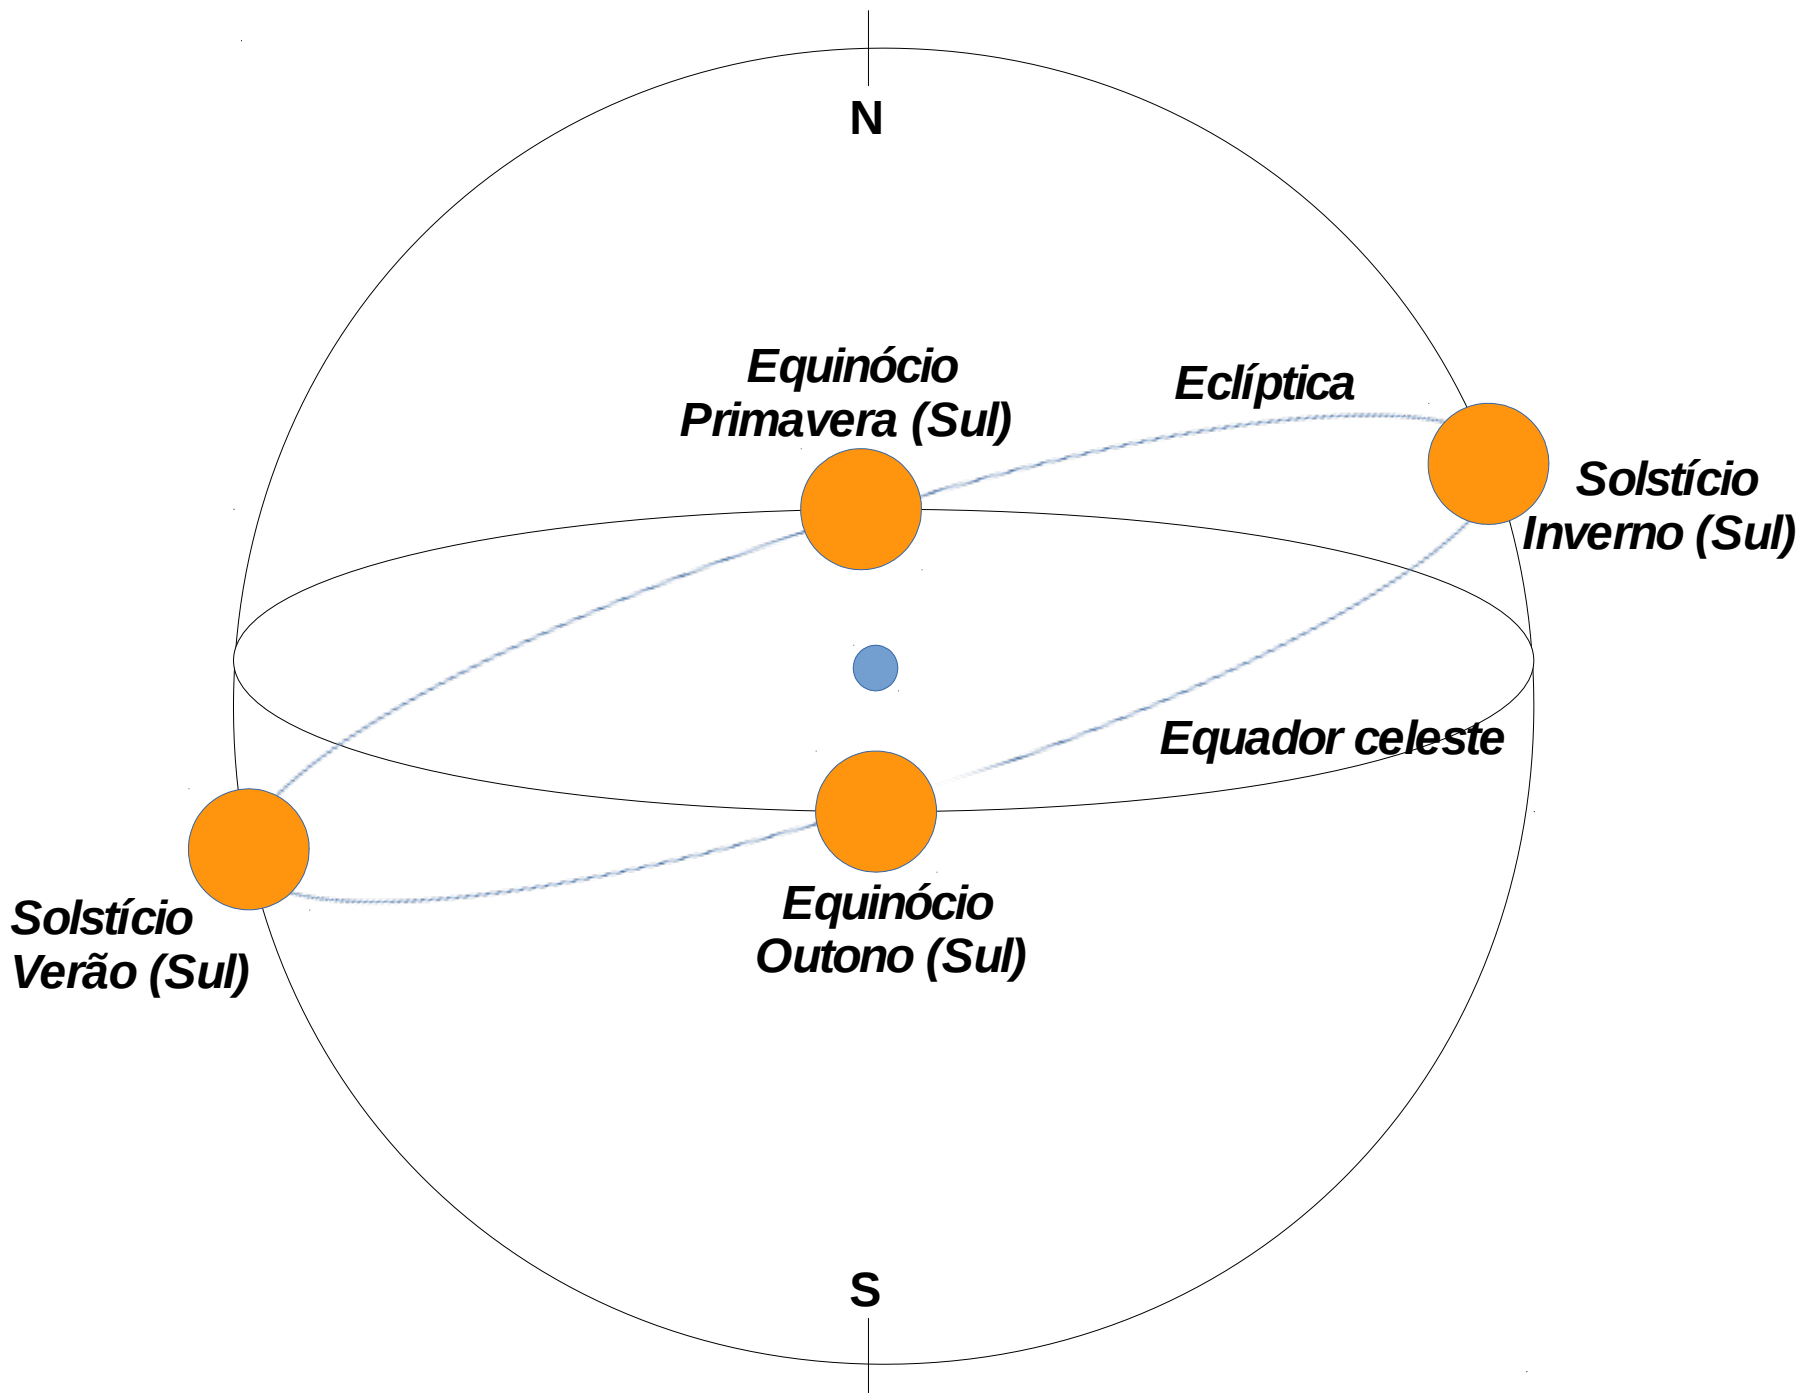 N
Equinócio
Primavera (Sul)
Eclíptica
Solstício
Inverno (Sul)
Equador celeste
Solstício
Verão (Sul)
Equinócio
Outono (Sul)
S